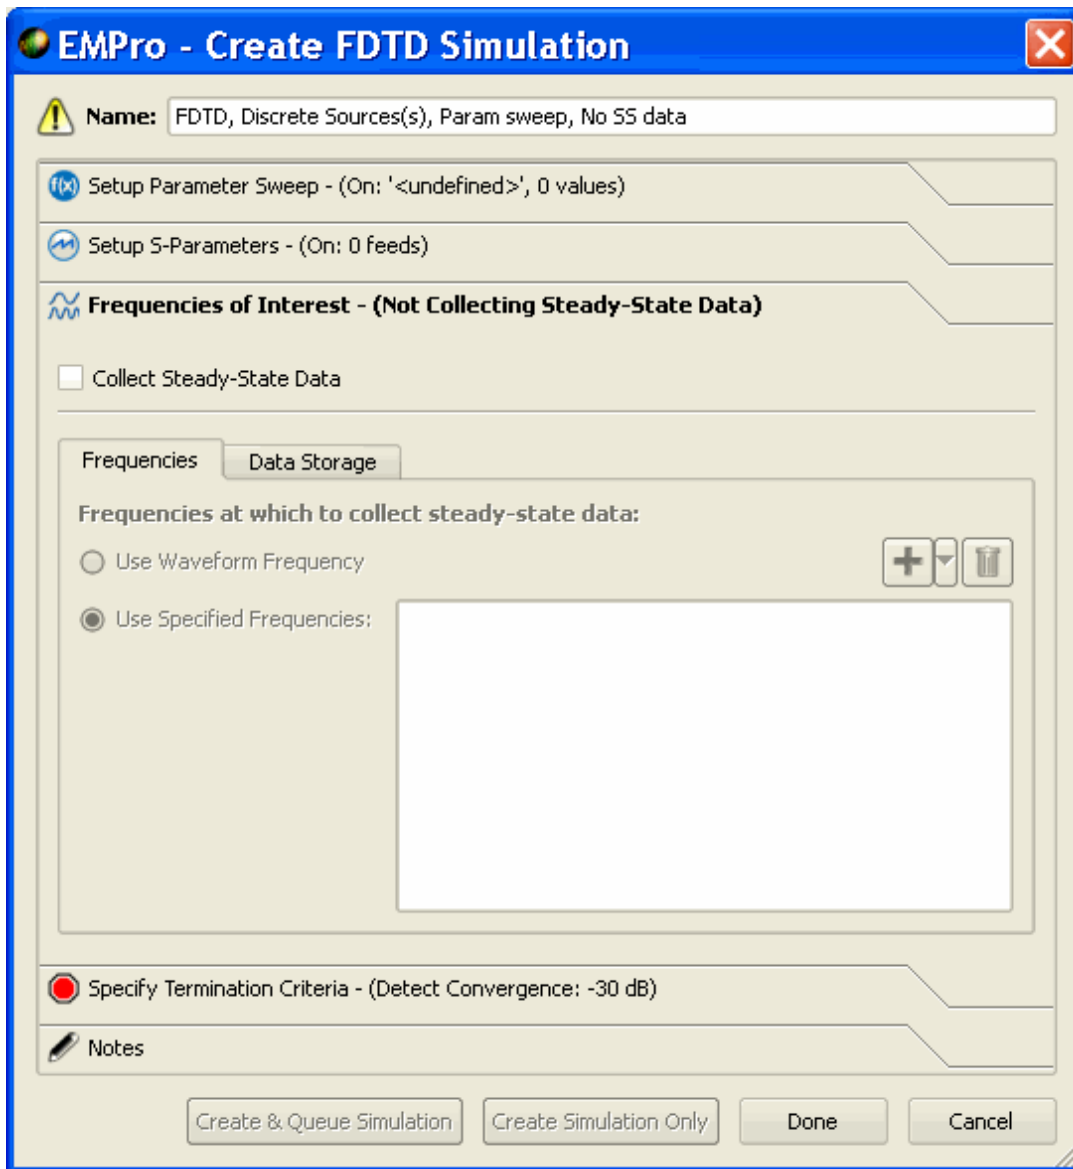 EMPro - Create FDTD Simulation
Name: FDTD, Discrete Sources(s), Param sweep, No SS data
f(x) Setup Parameter Sweep - (On: '<undefined>', 0 values)
Setup S-Parameters - (On: 0 feeds)
Frequencies of Interest - (Not Collecting Steady-State Data)
Collect Steady-State Data
Frequencies Data Storage
Frequencies at which to collect steady-state data:
Use Waveform Frequency
Use Specified Frequencies:
Specify Termination Criteria - (Detect Convergence: -30 dB)
Notes
Create & Queue Simulation Create Simulation Only Done Cancel